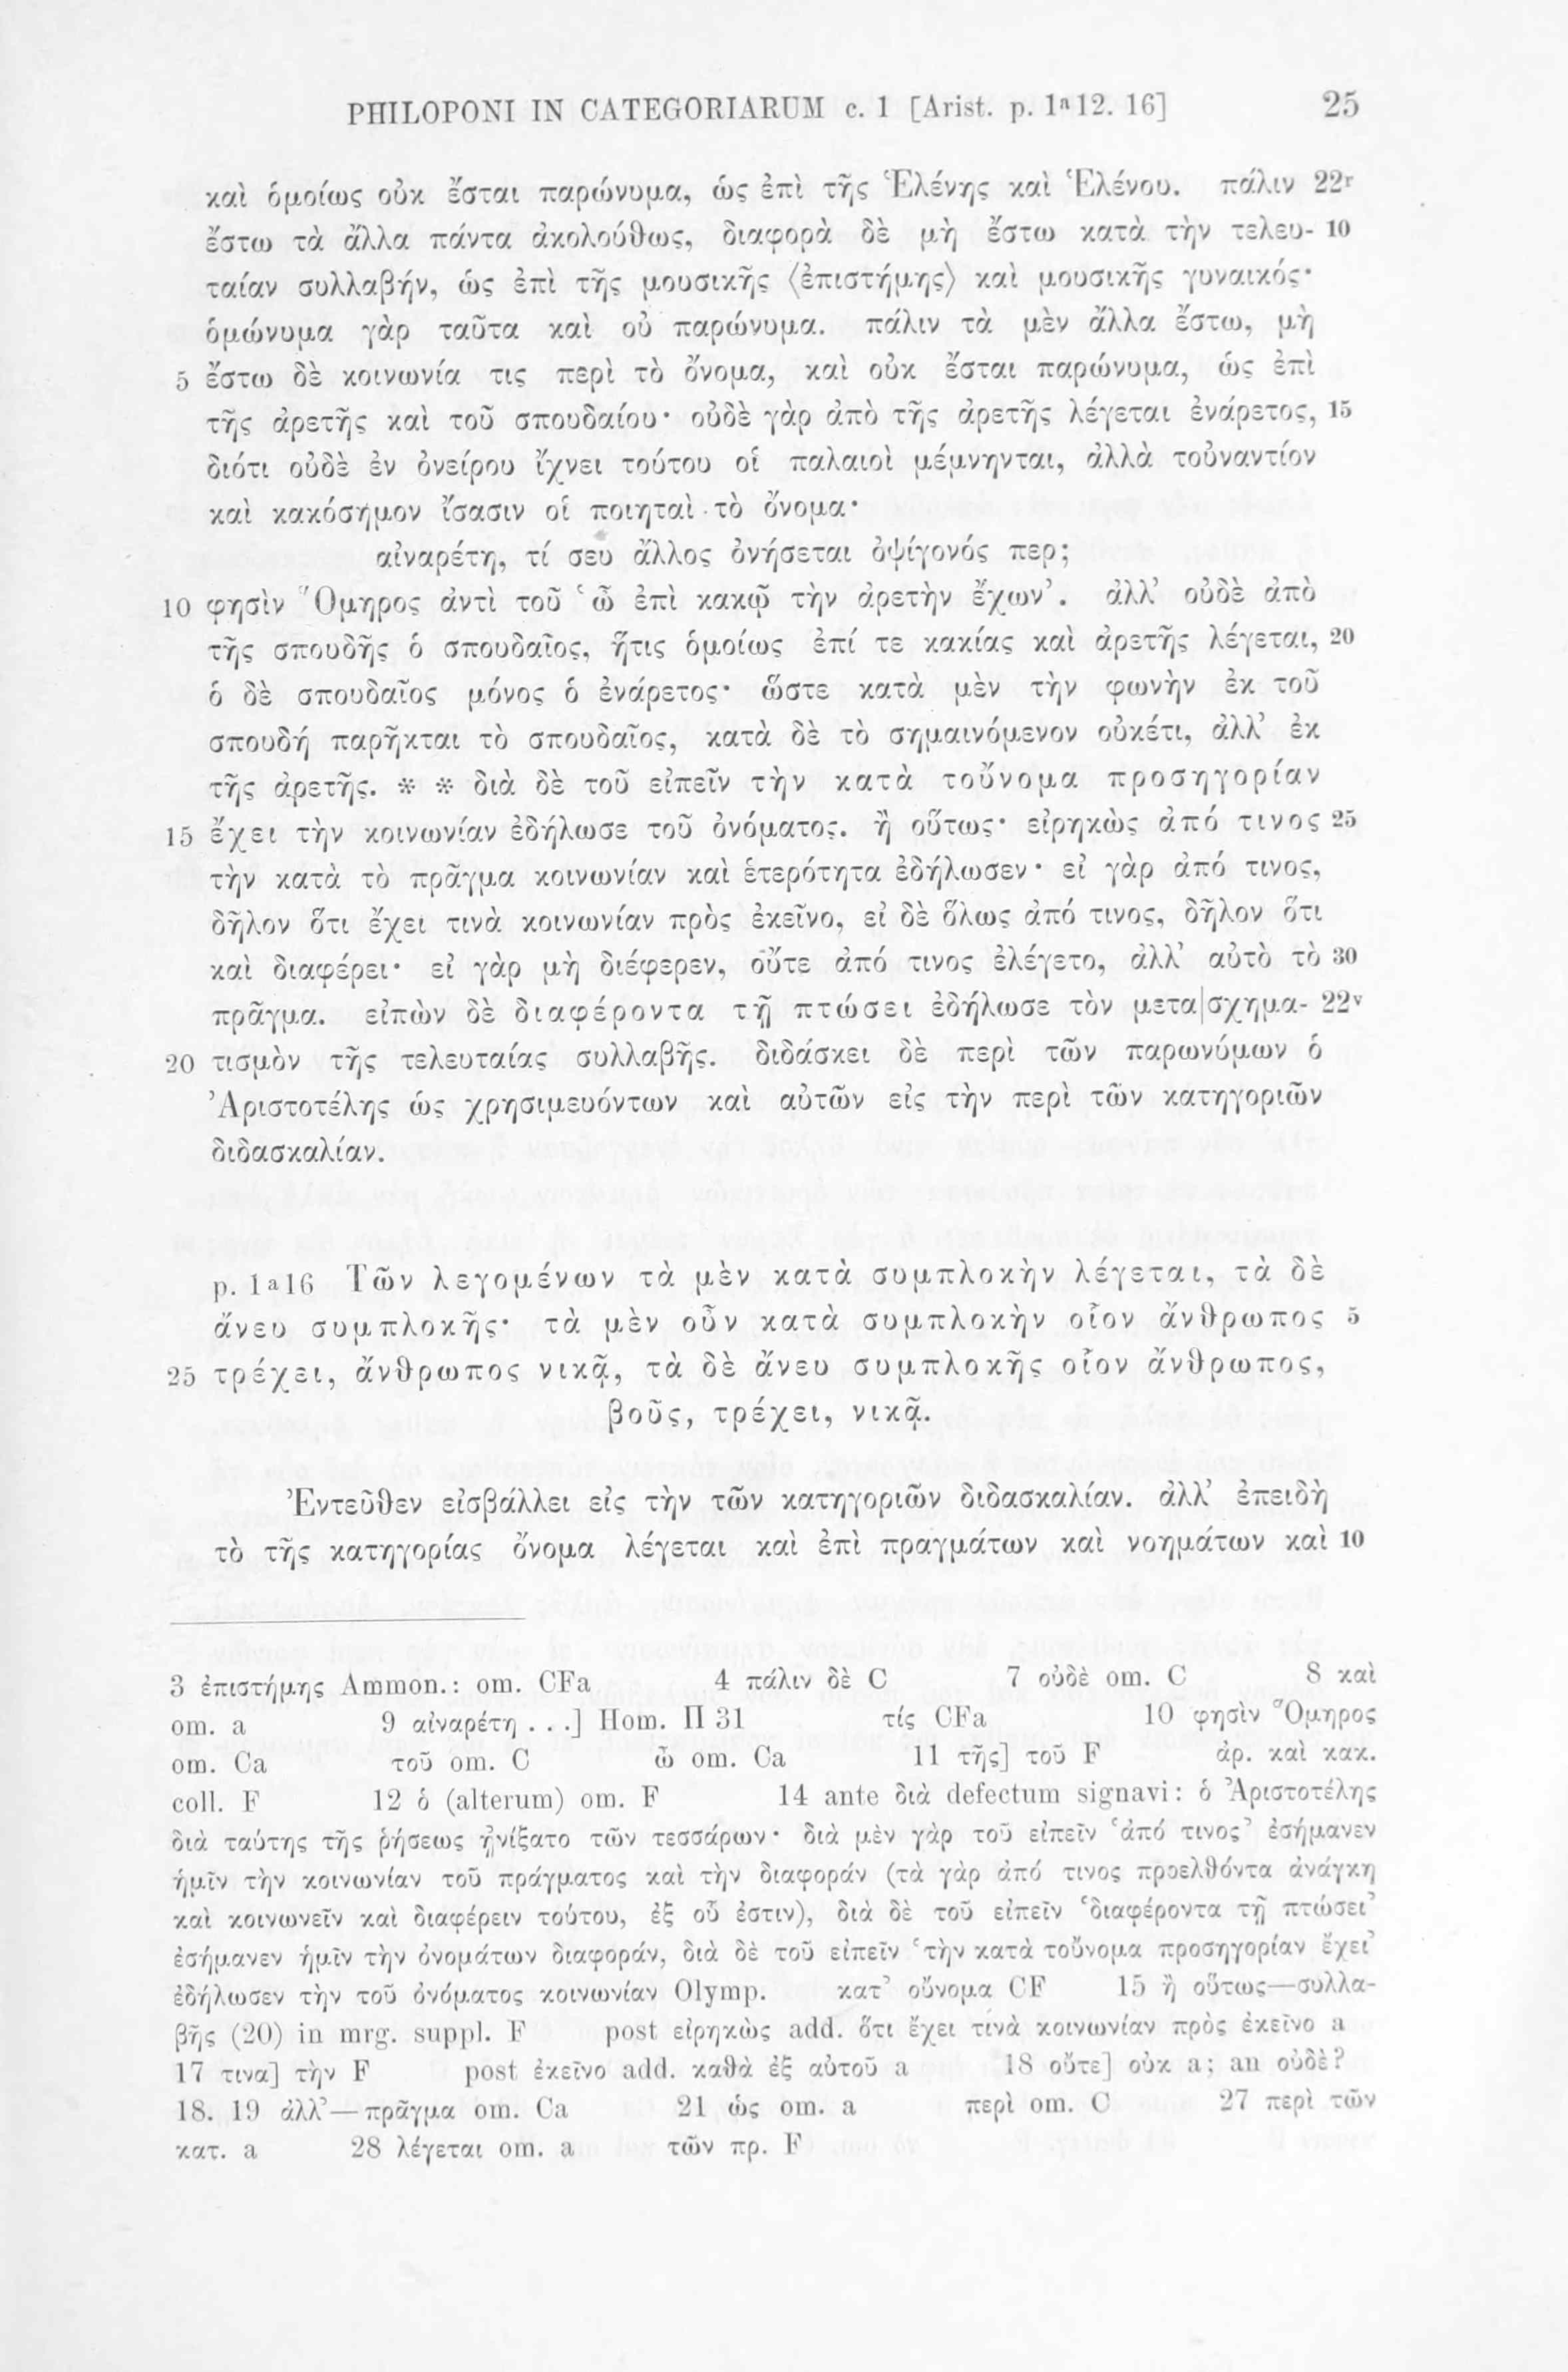 PHILOPONI IN CATEGORIARUM c. 1 [Arist. p. 1ª12. 16] 25
καὶ ὁμοίως οὐκ ἔσται παρώνυμα, ὡς ἐπὶ τῆς Ἑλένης καὶ Ἑλένου. πάλιν 22r
ἔστω τὰ ἄλλα πάντα ἀκολούθως, διαφορὰ δὲ μὴ ἔστω κατὰ τὴν τελευ- 10
ταίαν συλλαβήν, ὡς ἐπὶ τῆς μουσικῆς ⟨ἐπιστήμης⟩ καὶ μουσικῆς γυναικός·
ὁμώνυμα γὰρ ταῦτα καὶ οὐ παρώνυμα. πάλιν τὰ μὲν ἄλλα ἔστω, μὴ
5 ἔστω δὲ κοινωνία τις περὶ τὸ ὄνομα, καὶ οὐκ ἔσται παρώνυμα, ὡς ἐπὶ
τῆς ἀρετῆς καὶ τοῦ σπουδαίου· οὐδὲ γὰρ ἀπὸ τῆς ἀρετῆς λέγεται ἐνάρετος, 15
διότι οὐδὲ ἐν ὀνείρου ἴχνει τούτου οἱ παλαιοὶ μέμνηνται, ἀλλὰ τοὐναντίον
καὶ κακόσημον ἴσασιν οἱ ποιηταὶ τὸ ὄνομα·
αἰναρέτη, τί σευ ἄλλος ὀνήσεται ὀψίγονός περ;
10 φησὶν Ὅμηρος ἀντὶ τοῦ ‘ὦ ἐπὶ κακῷ τὴν ἀρετὴν ἔχων’. ἀλλ’ οὐδὲ ἀπὸ
τῆς σπουδῆς ὁ σπουδαῖος, ἥτις ὁμοίως ἐπί τε κακίας καὶ ἀρετῆς λέγεται, 20
ὁ δὲ σπουδαῖος μόνος ὁ ἐνάρετος· ὥστε κατὰ μὲν τὴν φωνὴν ἐκ τοῦ
σπουδή παρῆκται τὸ σπουδαῖος, κατὰ δὲ τὸ σημαινόμενον οὐκέτι, ἀλλ’ ἐκ
τῆς ἀρετῆς. * * διὰ δὲ τοῦ εἰπεῖν τὴν κατὰ τοὔνομα προσηγορίαν
15 ἔχει τὴν κοινωνίαν ἐδήλωσε τοῦ ὀνόματος. ἢ οὕτως· εἰρηκὼς ἀπό τινος 25
τὴν κατὰ τὸ πρᾶγμα κοινωνίαν καὶ ἑτερότητα ἐδήλωσεν· εἰ γὰρ ἀπό τινος,
δῆλον ὅτι ἔχει τινὰ κοινωνίαν πρὸς ἐκεῖνο, εἰ δὲ ὅλως ἀπό τινος, δῆλον ὅτι
καὶ διαφέρει· εἰ γὰρ μὴ διέφερεν, οὔτε ἀπό τινος ἐλέγετο, ἀλλ’ αὐτὸ τὸ 30
πρᾶγμα. εἰπὼν δὲ διαφέροντα τῇ πτώσει ἐδήλωσε τὸν μετα|σχημα- 22v
20 τισμὸν τῆς τελευταίας συλλαβῆς. διδάσκει δὲ περὶ τῶν παρωνύμων ὁ
Ἀριστοτέλης ὡς χρησιμευόντων καὶ αὐτῶν εἰς τὴν περὶ τῶν κατηγοριῶν
διδασκαλίαν.
p. 1ª16 Τῶν λεγομένων τὰ μὲν κατὰ συμπλοκὴν λέγεται, τὰ δὲ
ἄνευ συμπλοκῆς· τὰ μὲν οὖν κατὰ συμπλοκὴν οἷον ἄνθρωπος 5
25 τρέχει, ἄνθρωπος νικᾷ, τὰ δὲ ἄνευ συμπλοκῆς οἷον ἄνθρωπος,
βοῦς, τρέχει, νικᾷ.
Ἐντεῦθεν εἰσβάλλει εἰς τὴν τῶν κατηγοριῶν διδασκαλίαν. ἀλλ’ ἐπειδὴ
τὸ τῆς κατηγορίας ὄνομα λέγεται καὶ ἐπὶ πραγμάτων καὶ νοημάτων καὶ 10
3 ἐπιστήμης Ammon.: om. CFa 4 πάλιν δὲ C 7 οὐδὲ om. C 8 καὶ
om. a 9 αἰναρέτη . . .] Hom. Π 31 τίς CFa 10 φησὶν Ὅμηρος
om. Ca τοῦ om. C ὦ om. Ca 11 τῆς] τοῦ F ἀρ. καὶ κακ.
coll. F 12 ὁ (alterum) om. F 14 ante διὰ defectum signavi: ὁ Ἀριστοτέλης
διὰ ταύτης τῆς ῥήσεως ᾐνίξατο τῶν τεσσάρων· διὰ μὲν γὰρ τοῦ εἰπεῖν ‘ἀπό τινος’ ἐσήμανεν
ἡμῖν τὴν κοινωνίαν τοῦ πράγματος καὶ τὴν διαφοράν (τὰ γὰρ ἀπό τινος προελθόντα ἀνάγκη
καὶ κοινωνεῖν καὶ διαφέρειν τούτου, ἐξ οὗ ἐστιν), διὰ δὲ τοῦ εἰπεῖν ‘διαφέροντα τῇ πτώσει’
ἐσήμανεν ἡμῖν τὴν ὀνομάτων διαφοράν, διὰ δὲ τοῦ εἰπεῖν ‘τὴν κατὰ τοὔνομα προσηγορίαν ἔχει’
ἐδήλωσεν τὴν τοῦ ὀνόματος κοινωνίαν Olymp. κατ’ οὔνομα CF 15 ἢ οὕτως—συλλα-
βῆς (20) in mrg. suppl. F post εἰρηκὼς add. ὅτι ἔχει τινὰ κοινωνίαν πρὸς ἐκεῖνο a
17 τινα] τὴν F post ἐκεῖνο add. καθὰ ἐξ αὐτοῦ a 18 οὔτε] οὐκ a; an οὐδὲ?
18. 19 ἀλλ’—πρᾶγμα om. Ca 21 ὡς om. a περὶ om. C 27 περὶ τῶν
κατ. a 28 λέγεται om. a τῶν πρ. F